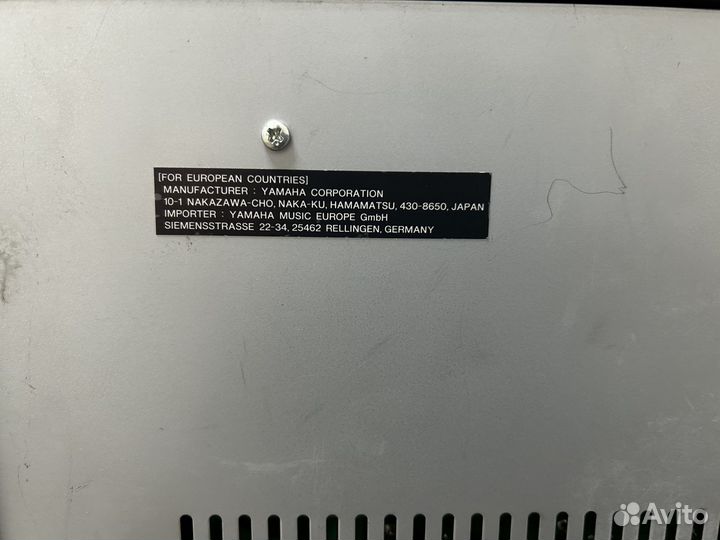 [FOR EUROPEAN COUNTRIES]
MANUFACTURER : YAMAHA CORPORATION
10-1 NAKAZAWA-CHO, NAKA-KU, HAMAMATSU, 430-8650, JAPAN
IMPORTER : YAMAHA MUSIC EUROPE GmbH
SIEMENSSTRASSE 22-34, 25462 RELLINGEN, GERMANY
Avito